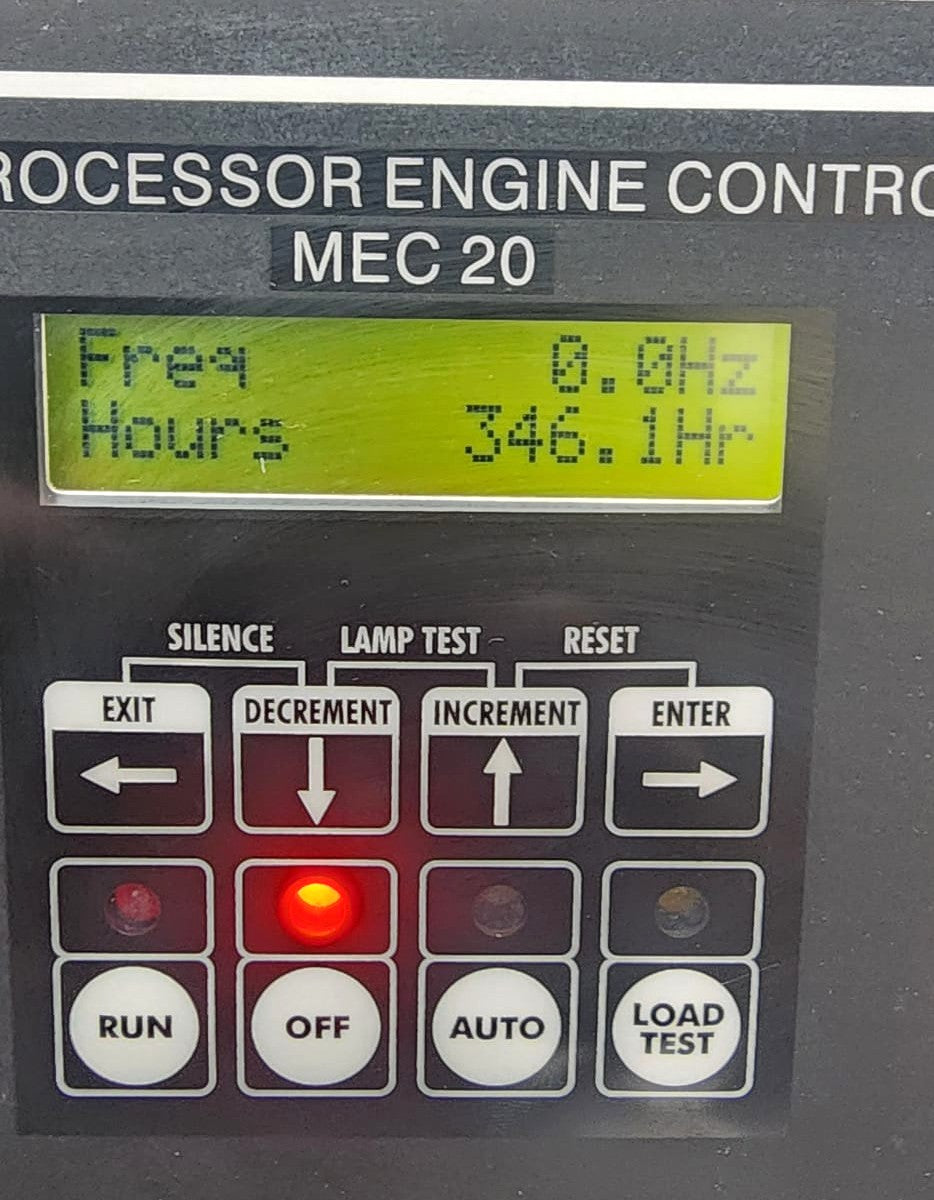 ROCESSOR ENGINE CONTRO
MEC 20
Freq 0.0Hz
Hours 346.1Hr
SILENCE LAMP TEST RESET
EXIT DECREMENT INCREMENT ENTER
RUN OFF AUTO LOAD TEST